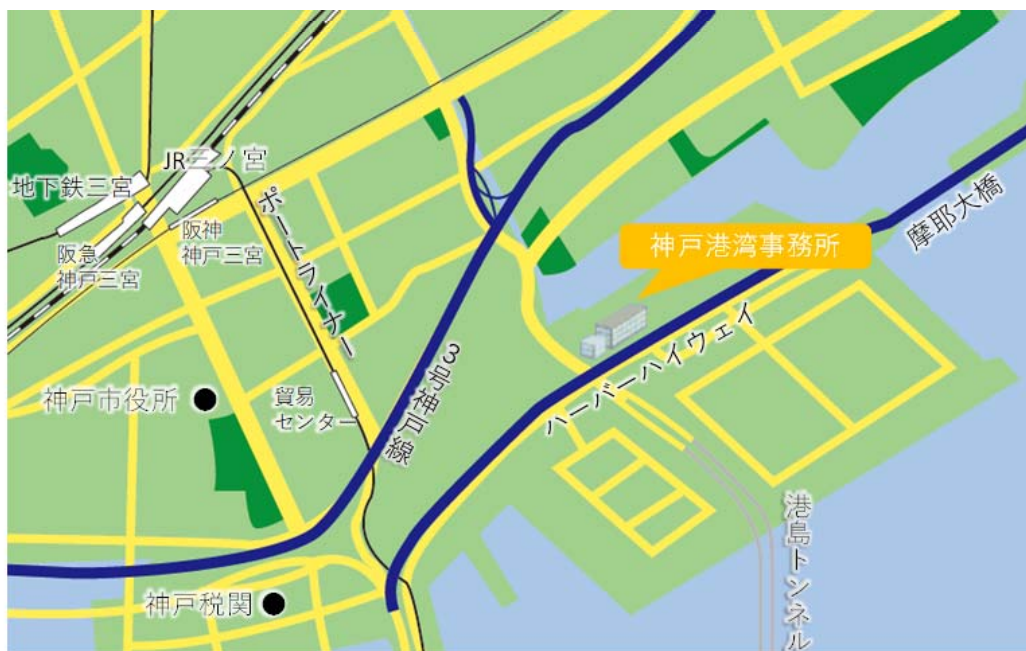 JR三ノ宮
地下鉄三宮
阪急
神戸三宮
阪神
神戸三宮
ポートライナー
摩耶大橋
神戸港湾事務所
3号神戸線
ハーバーハイウェイ
神戸市役所
貿易
センター
港島トンネル
神戸税関